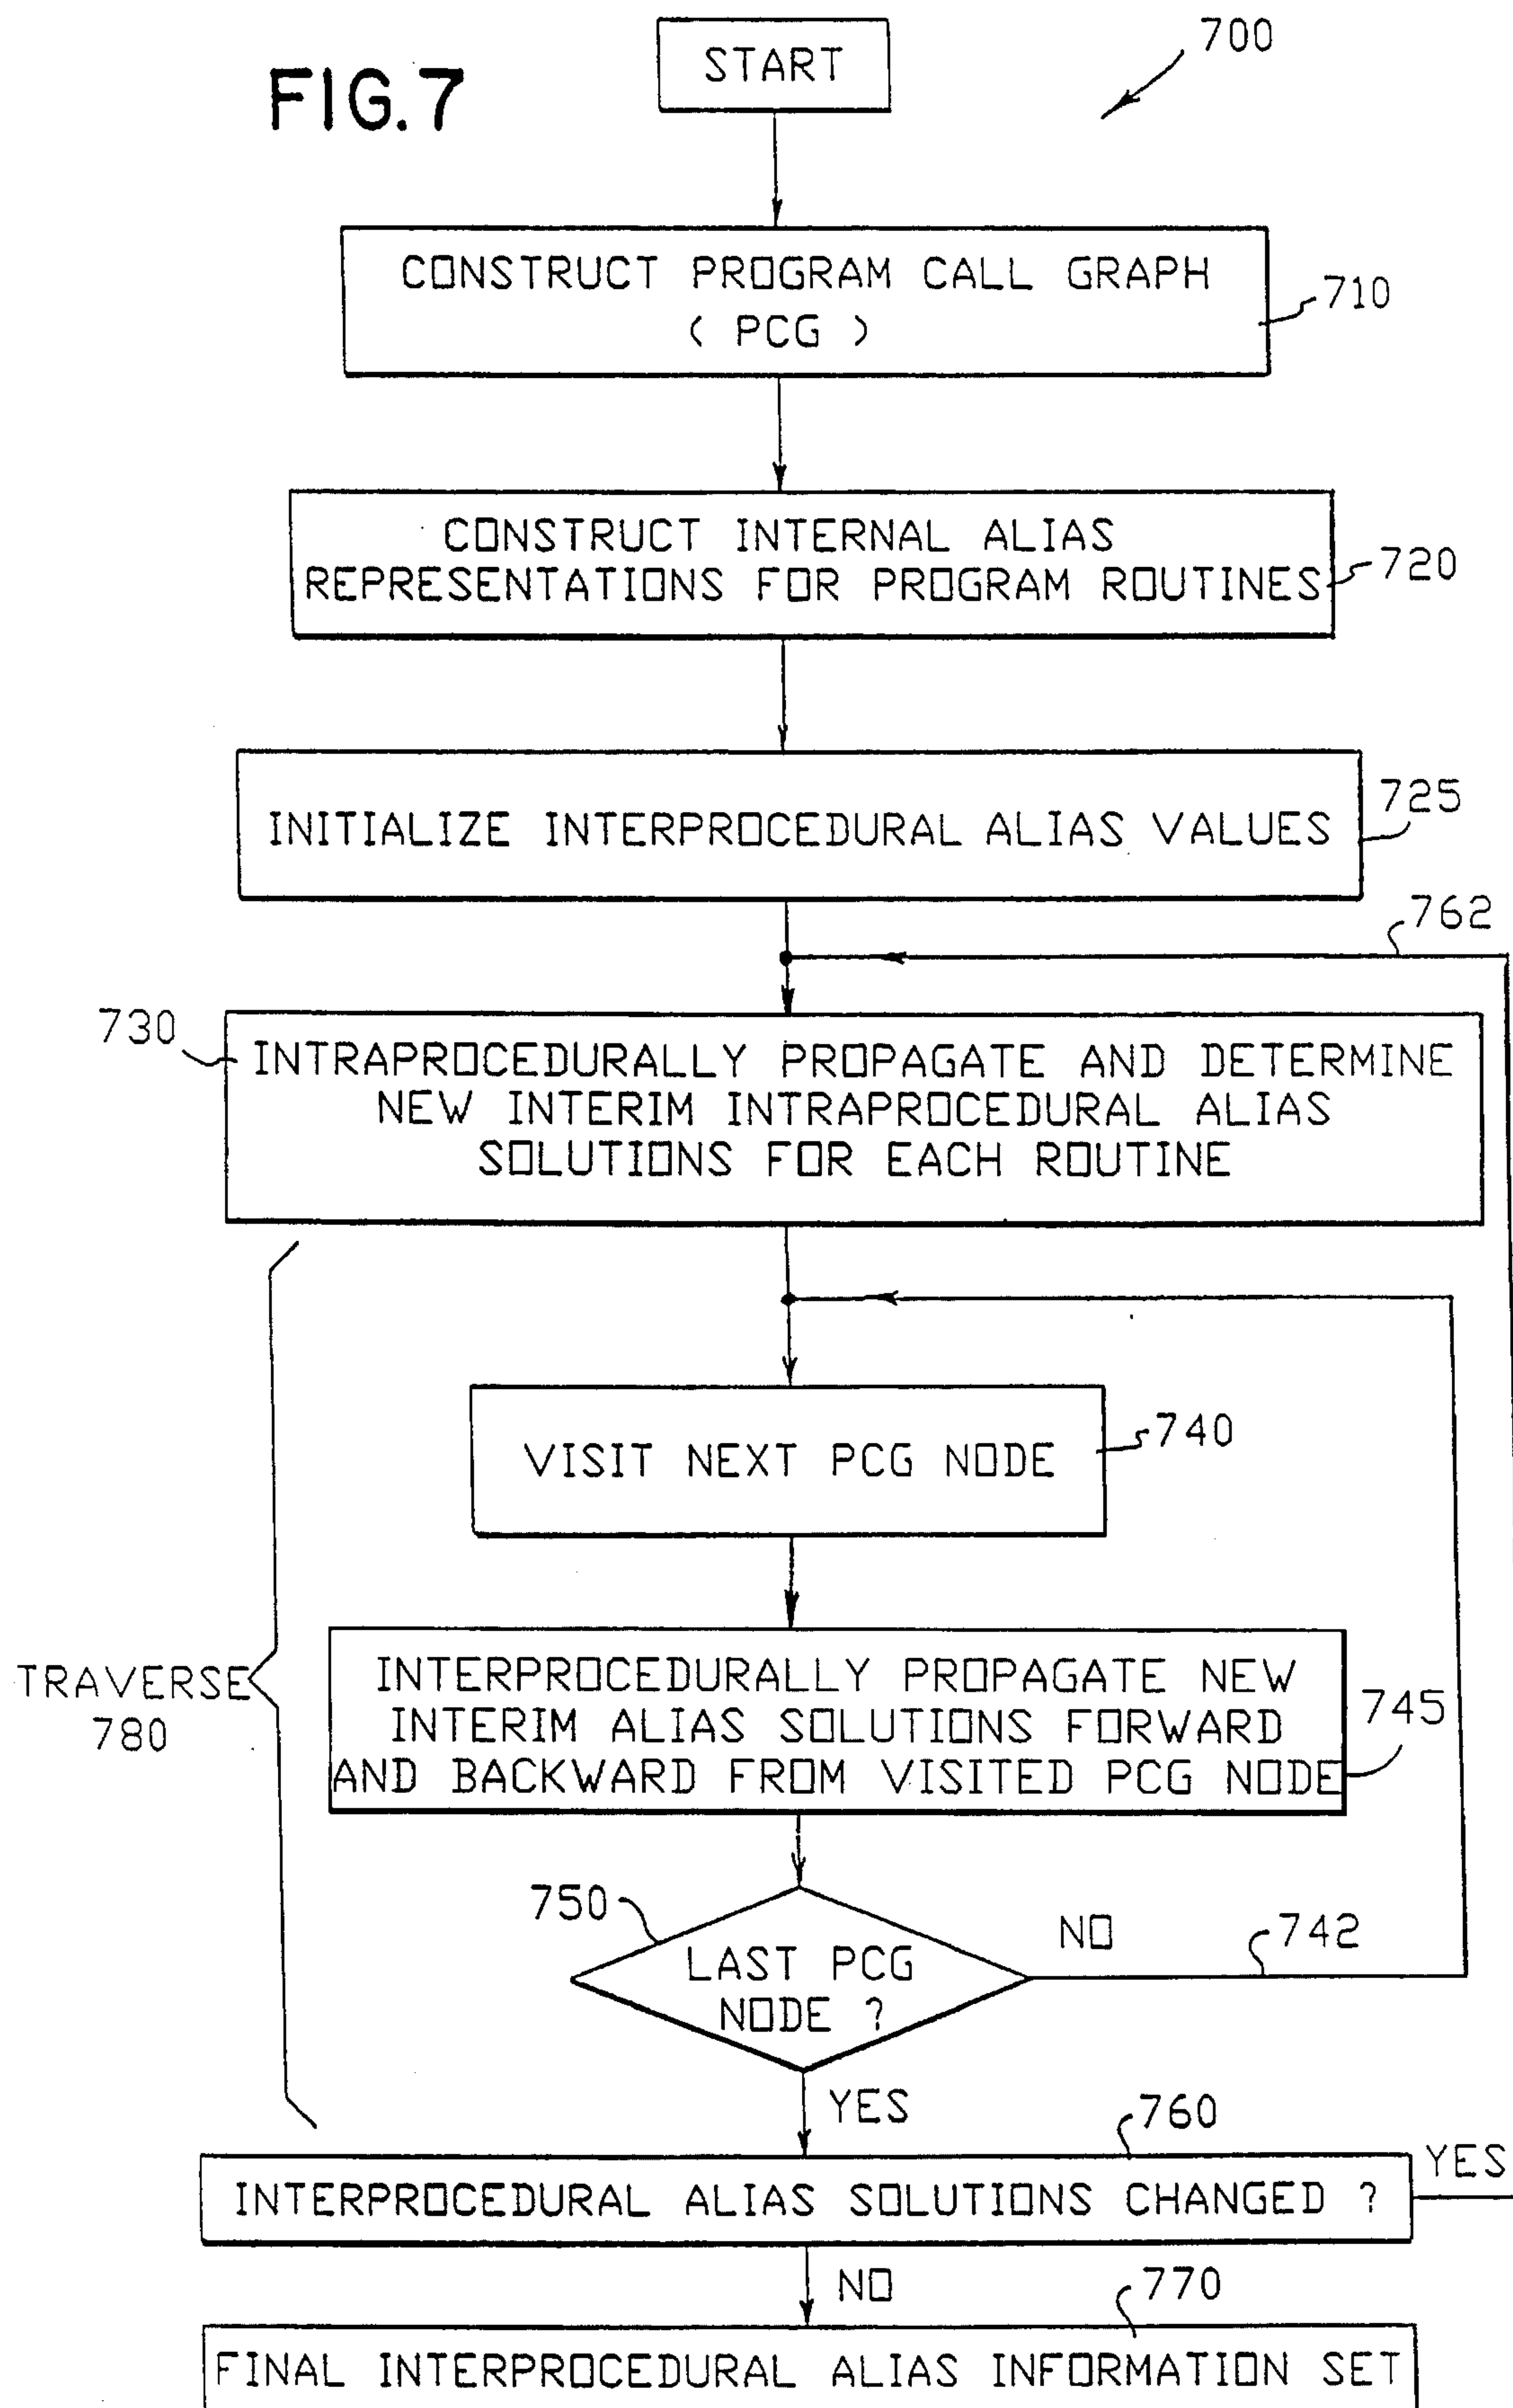 FIG.7
START
700
CONSTRUCT PROGRAM CALL GRAPH
( PCG )
710
CONSTRUCT INTERNAL ALIAS
REPRESENTATIONS FOR PROGRAM ROUTINES
720
INITIALIZE INTERPROCEDURAL ALIAS VALUES
725
762
730
INTRAPROCEDURALLY PROPAGATE AND DETERMINE
NEW INTERIM INTRAPROCEDURAL ALIAS
SOLUTIONS FOR EACH ROUTINE
VISIT NEXT PCG NODE
740
TRAVERSE
780
INTERPROCEDURALLY PROPAGATE NEW
INTERIM ALIAS SOLUTIONS FORWARD
AND BACKWARD FROM VISITED PCG NODE
745
750
LAST PCG
NODE ?
NO
742
YES
760
INTERPROCEDURAL ALIAS SOLUTIONS CHANGED ?
YES
NO
770
FINAL INTERPROCEDURAL ALIAS INFORMATION SET